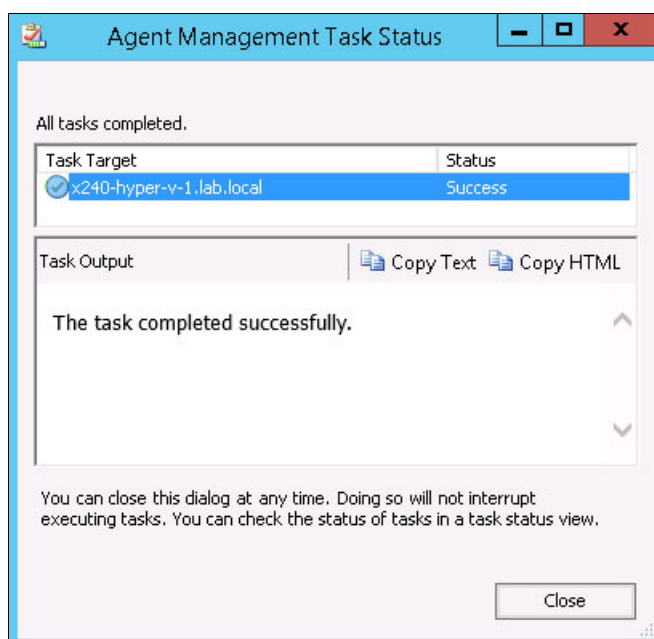 Agent Management Task Status
All tasks completed.
Task Target Status
x240-hyper-v-1.lab.local Success
Task Output Copy Text Copy HTML
The task completed successfully.
You can close this dialog at any time. Doing so will not interrupt
executing tasks. You can check the status of tasks in a task status view.
Close